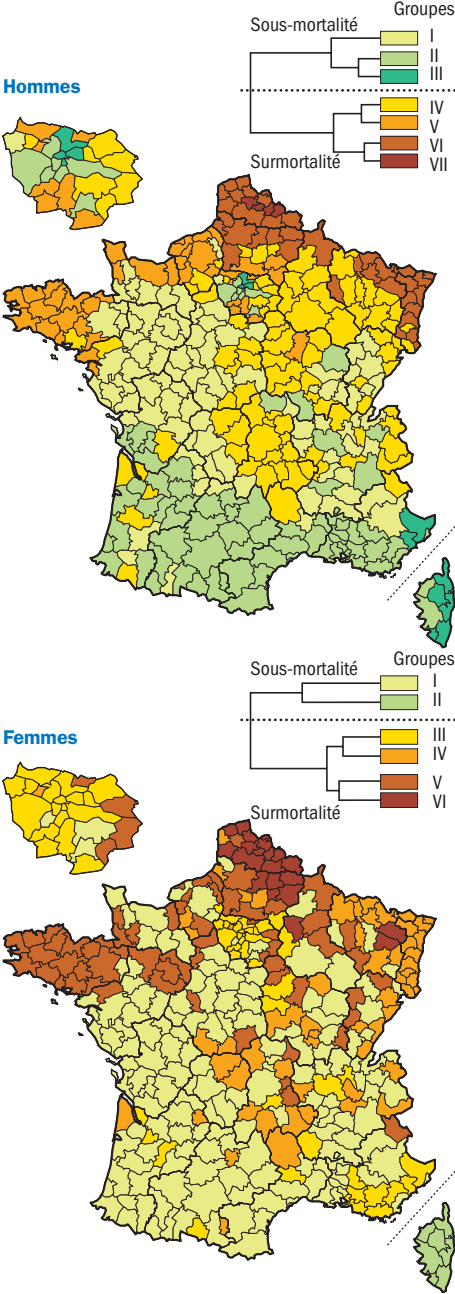 Groupes
Sous-mortalité
I
II
III
Hommes
IV
V
VI
Surmortalité
VII
Groupes
Sous-mortalité
I
II
Femmes
III
IV
V
Surmortalité
VI